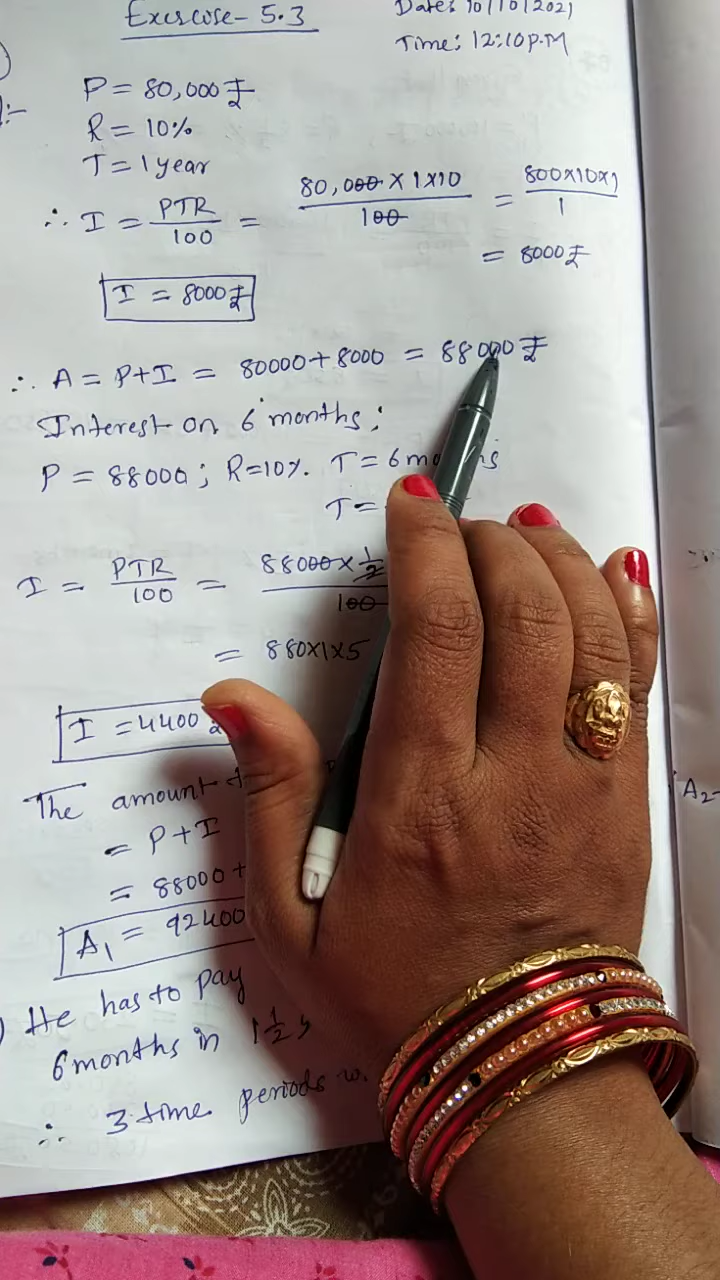 Exercise - 5.3
Date: 10/10/2021
Time: 12:10 P.M
P = 80,000 ₹
R = 10%
T = 1 year
∴ I = PTR/100 = 80,000 × 1 × 10/100 = 800×10×1/1
= 8000 ₹
I = 8000 ₹
∴ A = P+I = 80000+8000 = 88000 ₹
Interest on 6 months;
P = 88000; R=10%. T = 6 months
T =
I = PTR/100 = 88000 × 1/2/100
= 880×1×5
I = 4400
The amount
= P+I
= 88000 +
A₁ = 92400
He has to pay
6 months in 1 1/2
∴ 3 time periods
A₂